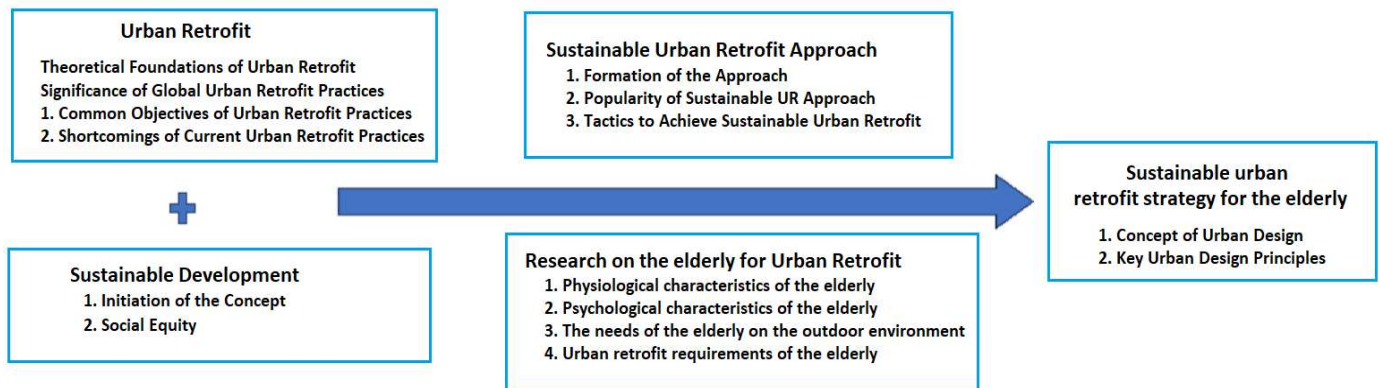 Urban Retrofit
Theoretical Foundations of Urban Retrofit
Significance of Global Urban Retrofit Practices
1. Common Objectives of Urban Retrofit Practices
2. Shortcomings of Current Urban Retrofit Practices
Sustainable Development
1. Initiation of the Concept
2. Social Equity
Sustainable Urban Retrofit Approach
1. Formation of the Approach
2. Popularity of Sustainable UR Approach
3. Tactics to Achieve Sustainable Urban Retrofit
Research on the elderly for Urban Retrofit
1. Physiological characteristics of the elderly
2. Psychological characteristics of the elderly
3. The needs of the elderly on the outdoor environment
4. Urban retrofit requirements of the elderly
Sustainable urban
retrofit strategy for the elderly
1. Concept of Urban Design
2. Key Urban Design Principles